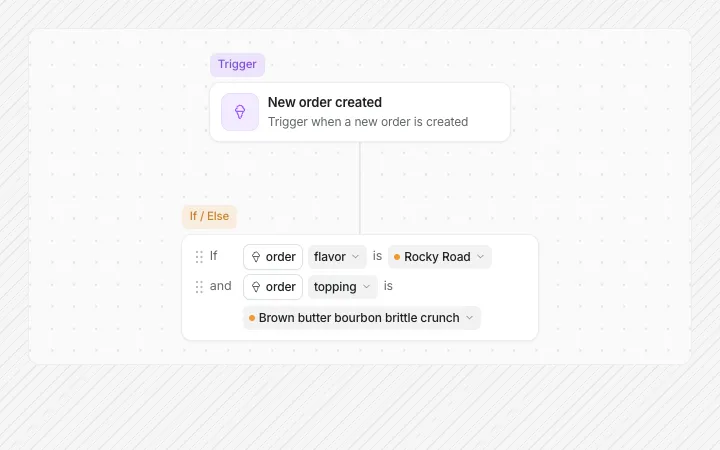 Trigger
New order created
Trigger when a new order is created
If / Else
If order flavor is Rocky Road
and order topping is
Brown butter bourbon brittle crunch